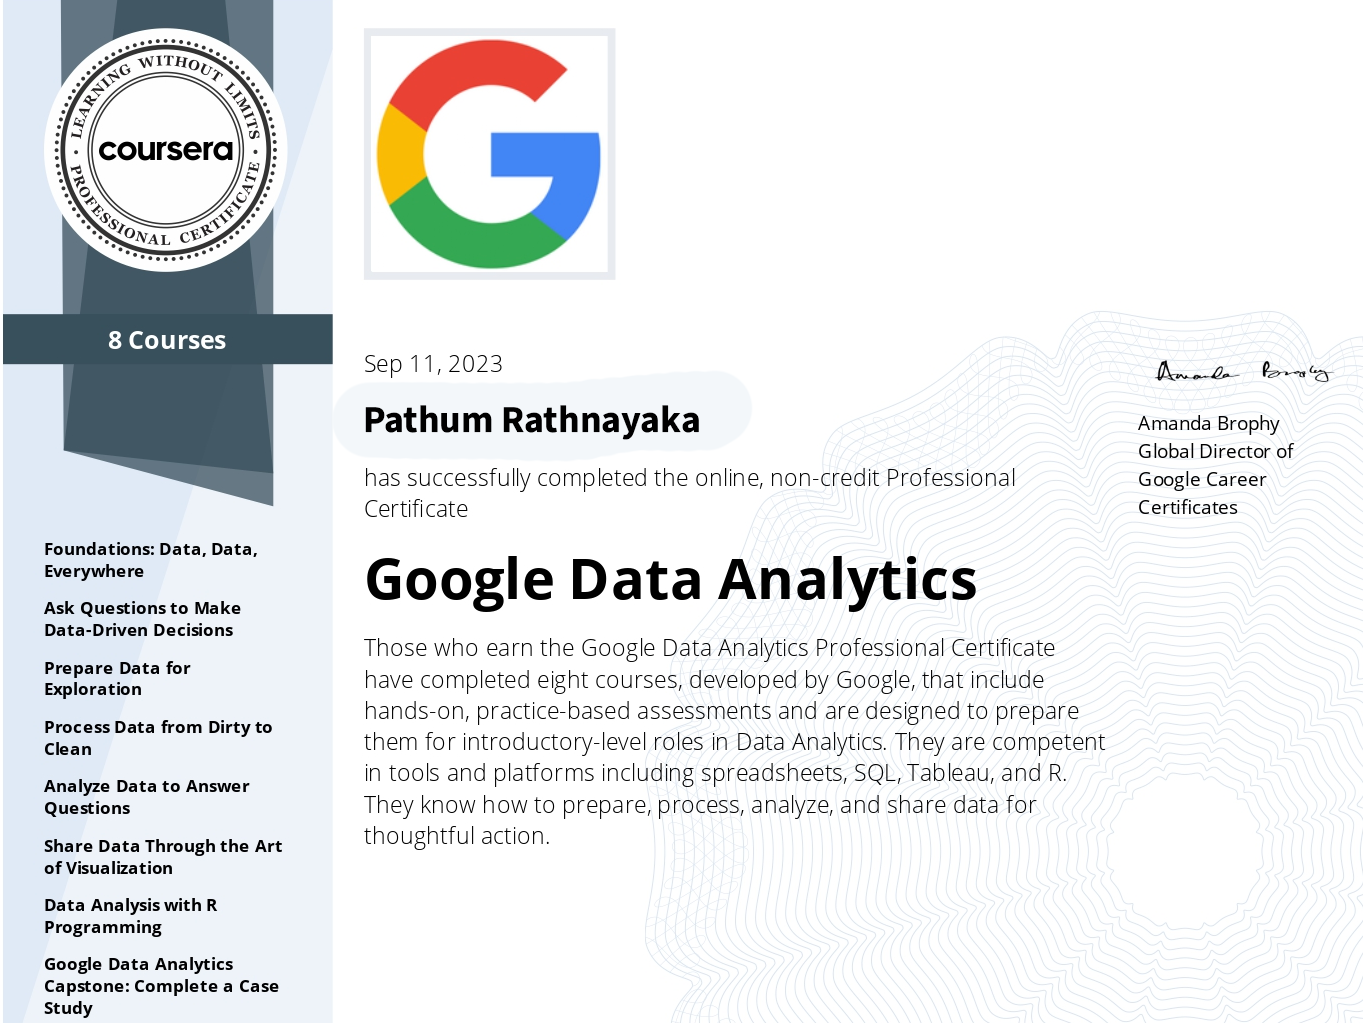 LEARNING WITHOUT LIMITS
coursera
PROFESSIONAL CERTIFICATE
8 Courses
Foundations: Data, Data,
Everywhere
Ask Questions to Make
Data-Driven Decisions
Prepare Data for
Exploration
Process Data from Dirty to
Clean
Analyze Data to Answer
Questions
Share Data Through the Art
of Visualization
Data Analysis with R
Programming
Google Data Analytics
Capstone: Complete a Case
Study
G
Sep 11, 2023
Pathum Rathnayaka
has successfully completed the online, non-credit Professional
Certificate
Google Data Analytics
Those who earn the Google Data Analytics Professional Certificate
have completed eight courses, developed by Google, that include
hands-on, practice-based assessments and are designed to prepare
them for introductory-level roles in Data Analytics. They are competent
in tools and platforms including spreadsheets, SQL, Tableau, and R.
They know how to prepare, process, analyze, and share data for
thoughtful action.
Amanda Brophy
Amanda Brophy
Global Director of
Google Career
Certificates